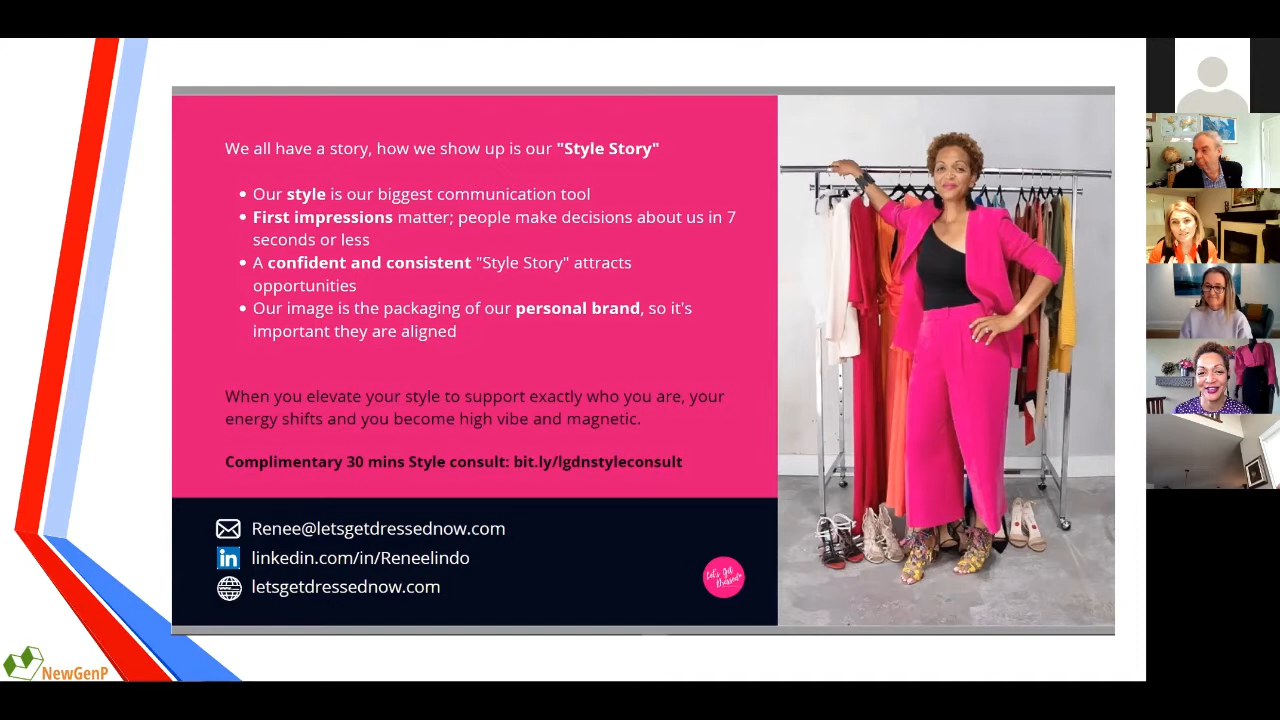 We all have a story, how we show up is our "Style Story"
Our style is our biggest communication tool
First impressions matter; people make decisions about us in 7
seconds or less
A confident and consistent "Style Story" attracts
opportunities
Our image is the packaging of our personal brand, so it's
important they are aligned
When you elevate your style to support exactly who you are, your
energy shifts and you become high vibe and magnetic.
Complimentary 30 mins Style consult: bit.ly/lgdnstyleconsult
Renee@letsgetdressednow.com
in linkedin.com/in/Reneelindo
letsgetdressednow.com
Let's Get
Dressed
NewGenP